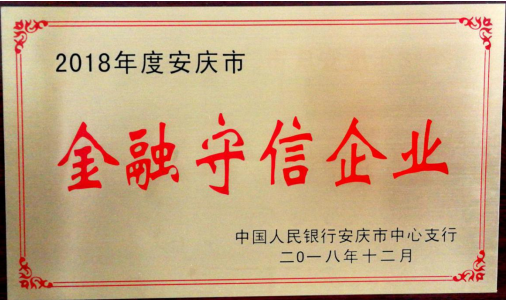 2018年度安庆市
金融守信企业
中国人民银行安庆市中心支行
二0一八年十二月